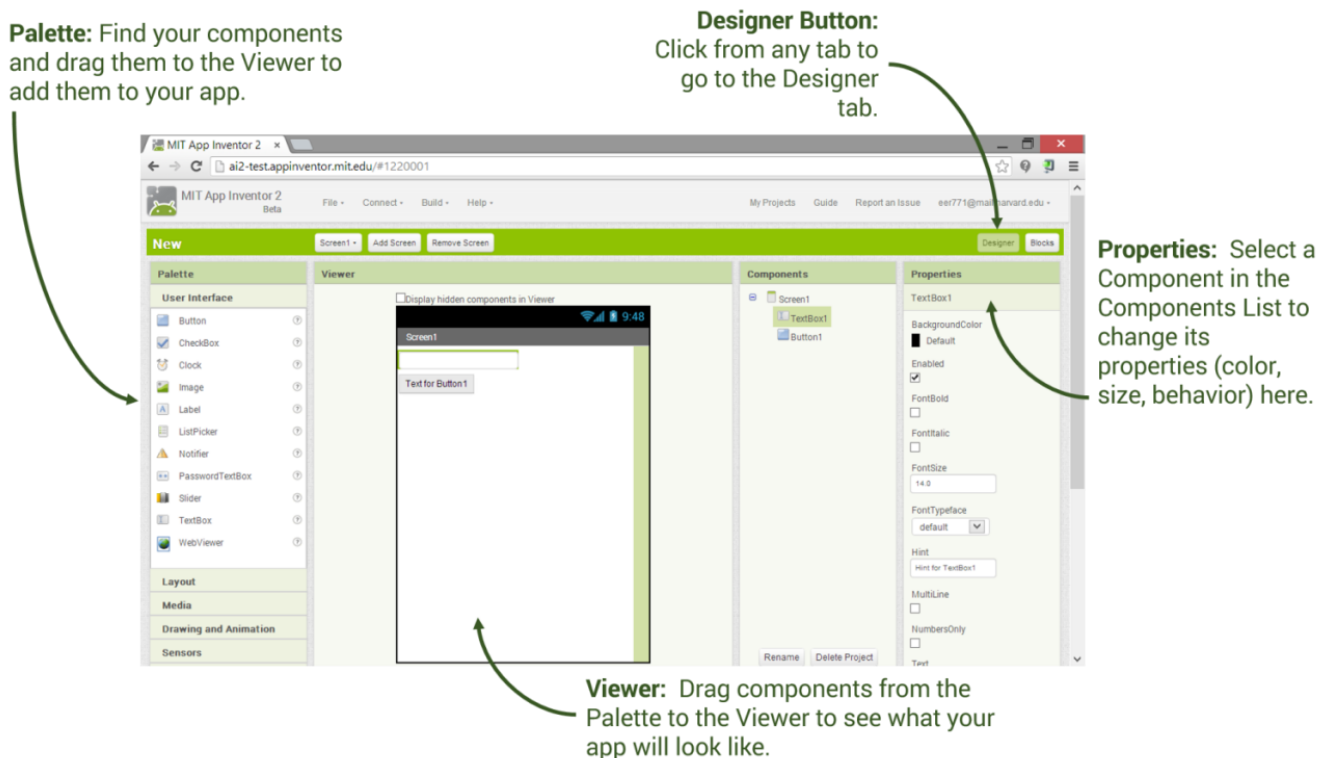 Palette: Find your components
and drag them to the Viewer to
add them to your app.
Designer Button:
Click from any tab to
go to the Designer
tab.
MIT App Inventor 2 ×
ai2-test.appinventor.mit.edu/#1220001
MIT App Inventor 2
Beta
File Connect Build Help
My Projects Guide Report an Issue
New
Screen1 Add Screen Remove Screen
Designer Blocks
Palette
User Interface
Button
CheckBox
Clock
Image
Label
ListPicker
Notifier
PasswordTextBox
Slider
TextBox
WebViewer
Layout
Media
Drawing and Animation
Sensors
Viewer
Display hidden components in Viewer
9:48
Screen1
Text for Button1
Components
Screen1
TextBox1
Button1
Rename Delete Project
Properties
TextBox1
BackgroundColor
Default
Enabled
FontBold
FontItalic
FontSize
14.0
FontTypeface
default
Hint
Hint for TextBox1
MultiLine
NumbersOnly
Text
Properties: Select a
Component in the
Components List to
change its
properties (color,
size, behavior) here.
Viewer: Drag components from the
Palette to the Viewer to see what your
app will look like.